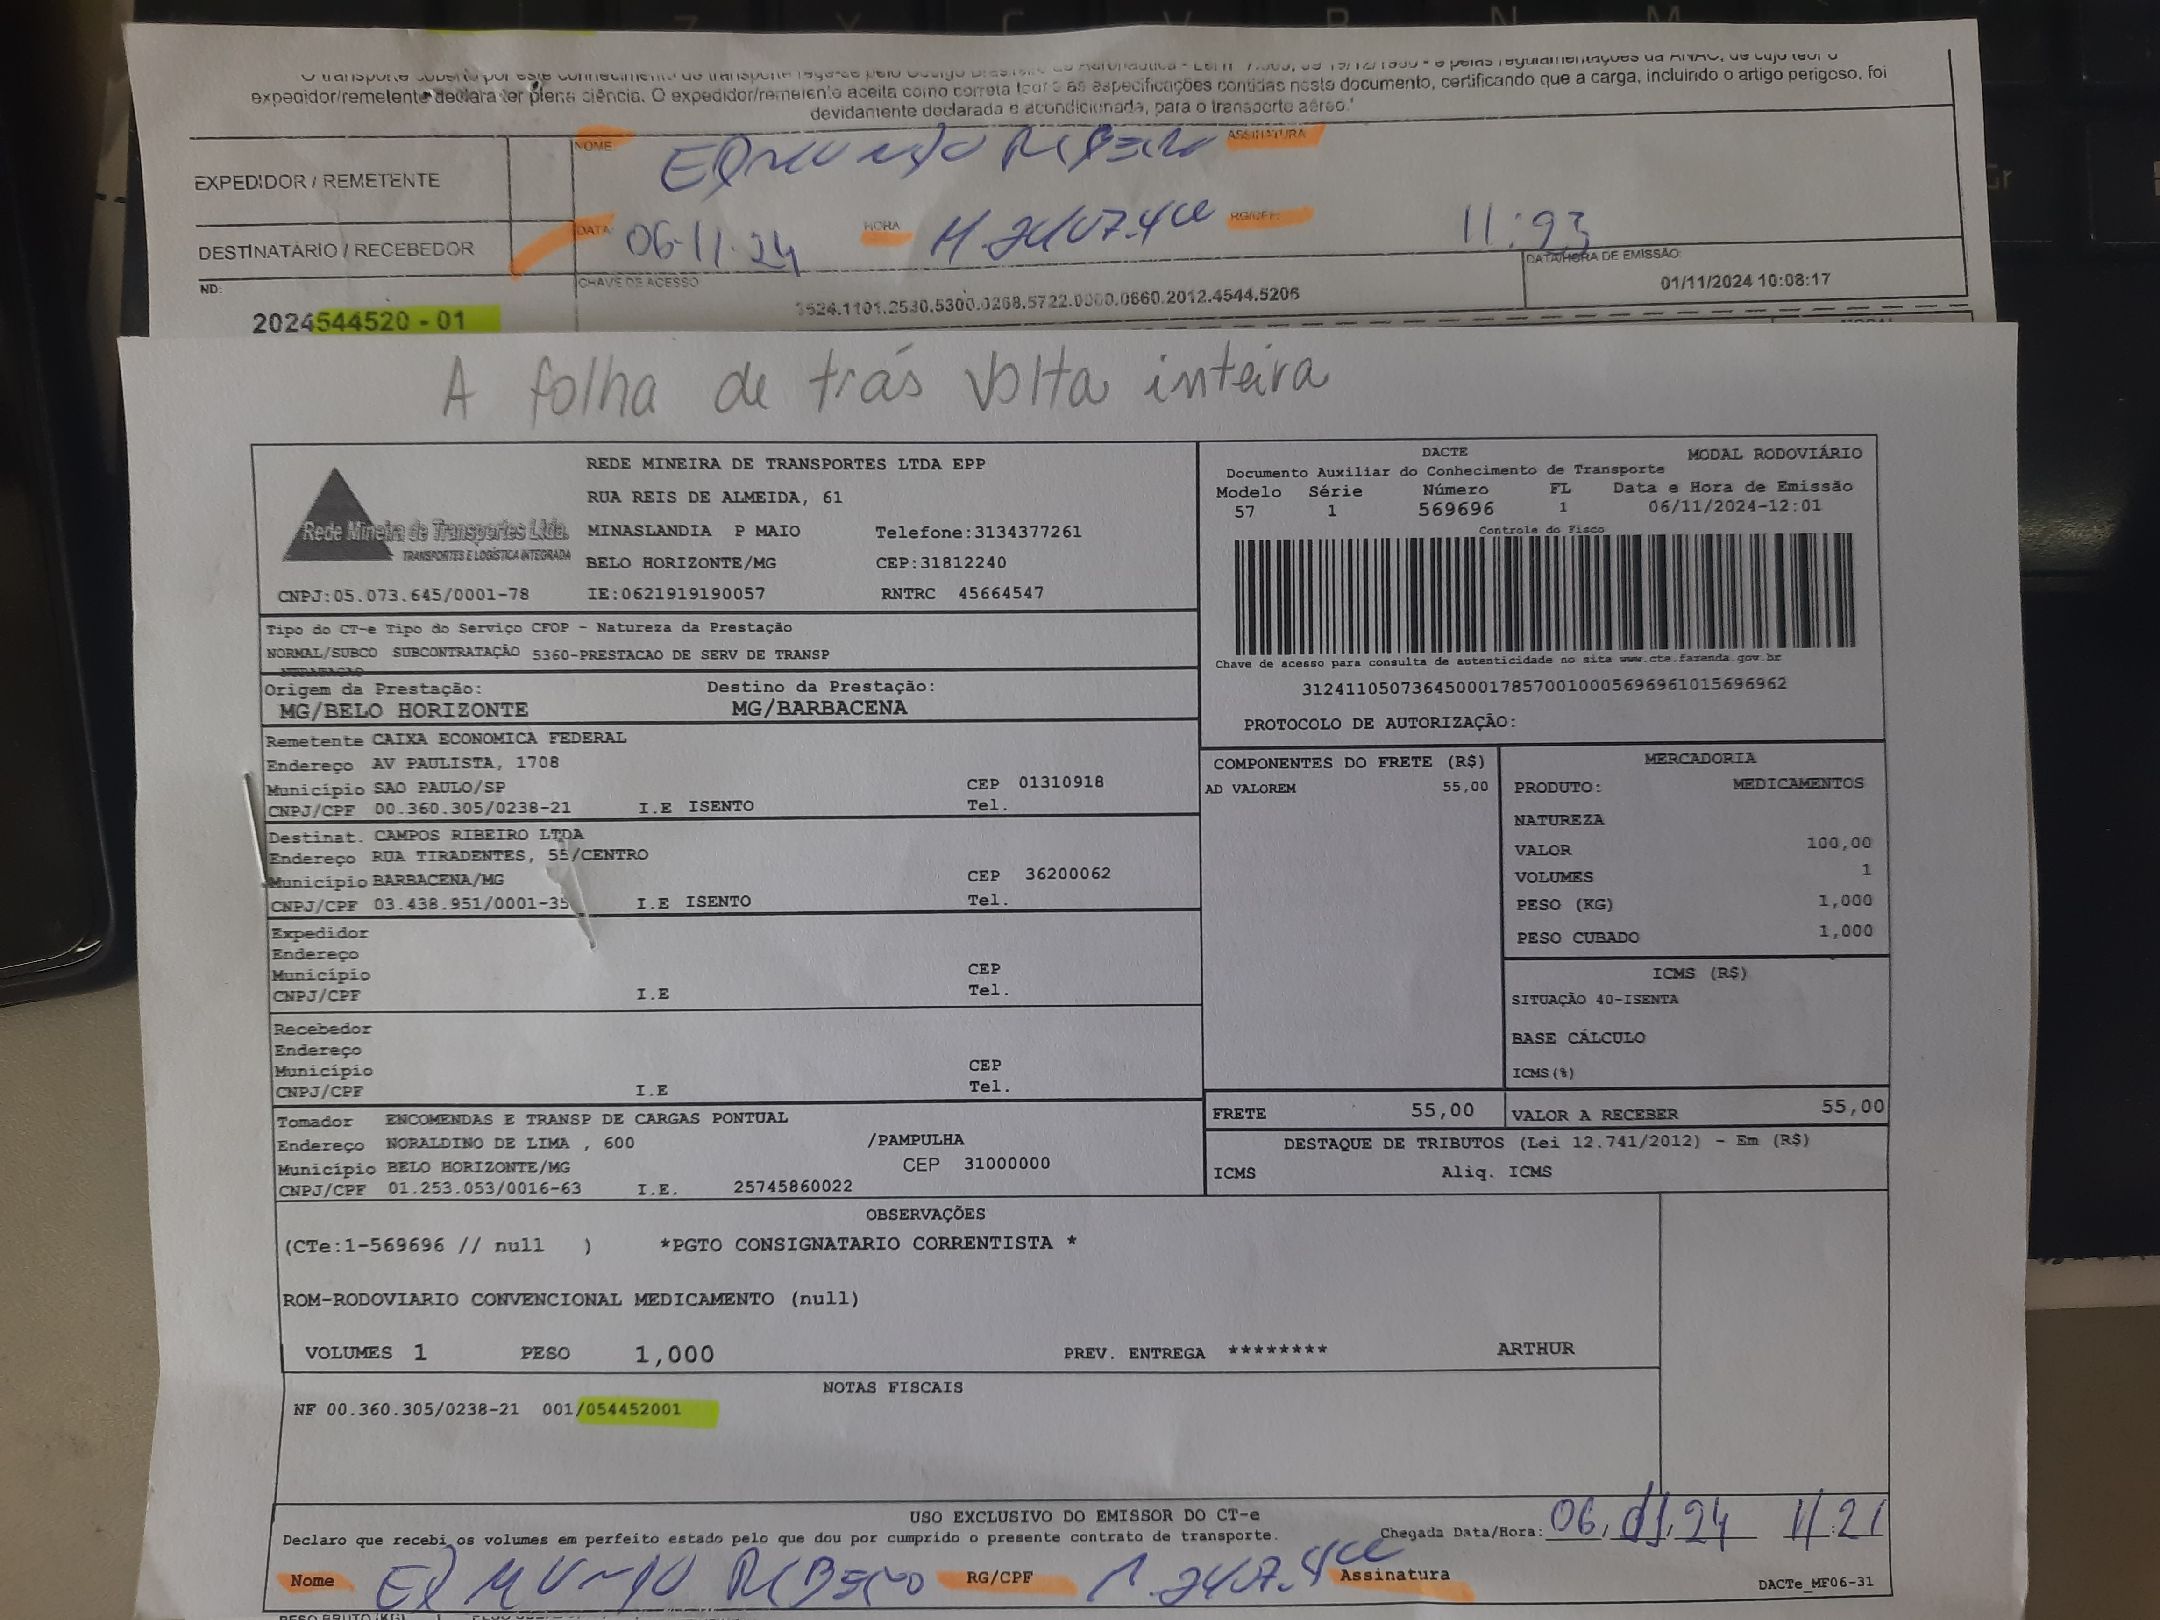 expedidor/remetente declara ter plena ciência. O expedidor/remetente aceita como correta todas as especificações contidas neste documento, certificando que a carga, incluindo o artigo perigoso, foi
devidamente declarada e acondicionada, para o transporte aéreo.'
EXPEDIDOR / REMETENTE
NOME:
ASSINATURA
DESTINATÁRIO / RECEBEDOR
DATA:
06.11.24
HORA
RG/CPF:
ND:
2024544520 - 01
CHAVE DE ACESSO
DATA/HORA DE EMISSÃO:
01/11/2024 10:08:17
A folha de trás volta inteira
Rede Mineira de Transportes Ltda.
TRANSPORTES E LOGÍSTICA INTEGRADA
REDE MINEIRA DE TRANSPORTES LTDA EPP
RUA REIS DE ALMEIDA, 61
MINASLANDIA P MAIO Telefone:3134377261
BELO HORIZONTE/MG CEP:31812240
CNPJ:05.073.645/0001-78 IE:0621919190057 RNTRC 45664547
DACTE MODAL RODOVIÁRIO
Documento Auxiliar do Conhecimento de Transporte
Modelo Série Número FL Data e Hora de Emissão
57 1 569696 1 06/11/2024-12:01
Controle do Fisco
Chave de acesso para consulta de autenticidade no site www.cte.fazenda.gov.br
31241105073645000178570010005696961015696962
PROTOCOLO DE AUTORIZAÇÃO:
Tipo do CT-e Tipo do Serviço CFOP - Natureza da Prestação
NORMAL/SUBCO SUBCONTRATAÇÃO 5360-PRESTACAO DE SERV DE TRANSP
Origem da Prestação: Destino da Prestação:
MG/BELO HORIZONTE MG/BARBACENA
Remetente CAIXA ECONOMICA FEDERAL
Endereço AV PAULISTA, 1708
Município SAO PAULO/SP CEP 01310918
CNPJ/CPF 00.360.305/0238-21 I.E ISENTO Tel.
Destinat. CAMPOS RIBEIRO LTDA
Endereço RUA TIRADENTES, 55/CENTRO
Município BARBACENA/MG CEP 36200062
CNPJ/CPF 03.438.951/0001-35 I.E ISENTO Tel.
Expedidor
Endereço
Município CEP
CNPJ/CPF I.E Tel.
Recebedor
Endereço
Município CEP
CNPJ/CPF I.E Tel.
Tomador ENCOMENDAS E TRANSP DE CARGAS PONTUAL
Endereço NORALDINO DE LIMA , 600 /PAMPULHA
Município BELO HORIZONTE/MG CEP 31000000
CNPJ/CPF 01.253.053/0016-63 I.E. 25745860022
COMPONENTES DO FRETE (R$)
AD VALOREM 55,00
MERCADORIA
PRODUTO: MEDICAMENTOS
NATUREZA
VALOR 100,00
VOLUMES 1
PESO (KG) 1,000
PESO CUBADO 1,000
ICMS (R$)
SITUAÇÃO 40-ISENTA
BASE CÁLCULO
ICMS(%)
FRETE 55,00 VALOR A RECEBER 55,00
DESTAQUE DE TRIBUTOS (Lei 12.741/2012) - Em (R$)
ICMS Aliq. ICMS
OBSERVAÇÕES
(CTe:1-569696 // null ) *PGTO CONSIGNATARIO CORRENTISTA *
ROM-RODOVIARIO CONVENCIONAL MEDICAMENTO (null)
VOLUMES 1 PESO 1,000 PREV. ENTREGA ******** ARTHUR
NOTAS FISCAIS
NF 00.360.305/0238-21 001/054452001
USO EXCLUSIVO DO EMISSOR DO CT-e
Declaro que recebi os volumes em perfeito estado pelo que dou por cumprido o presente contrato de transporte. Chegada Data/Hora: 06.11.24 11:21
Nome RG/CPF Assinatura
DACTe_MF06-31